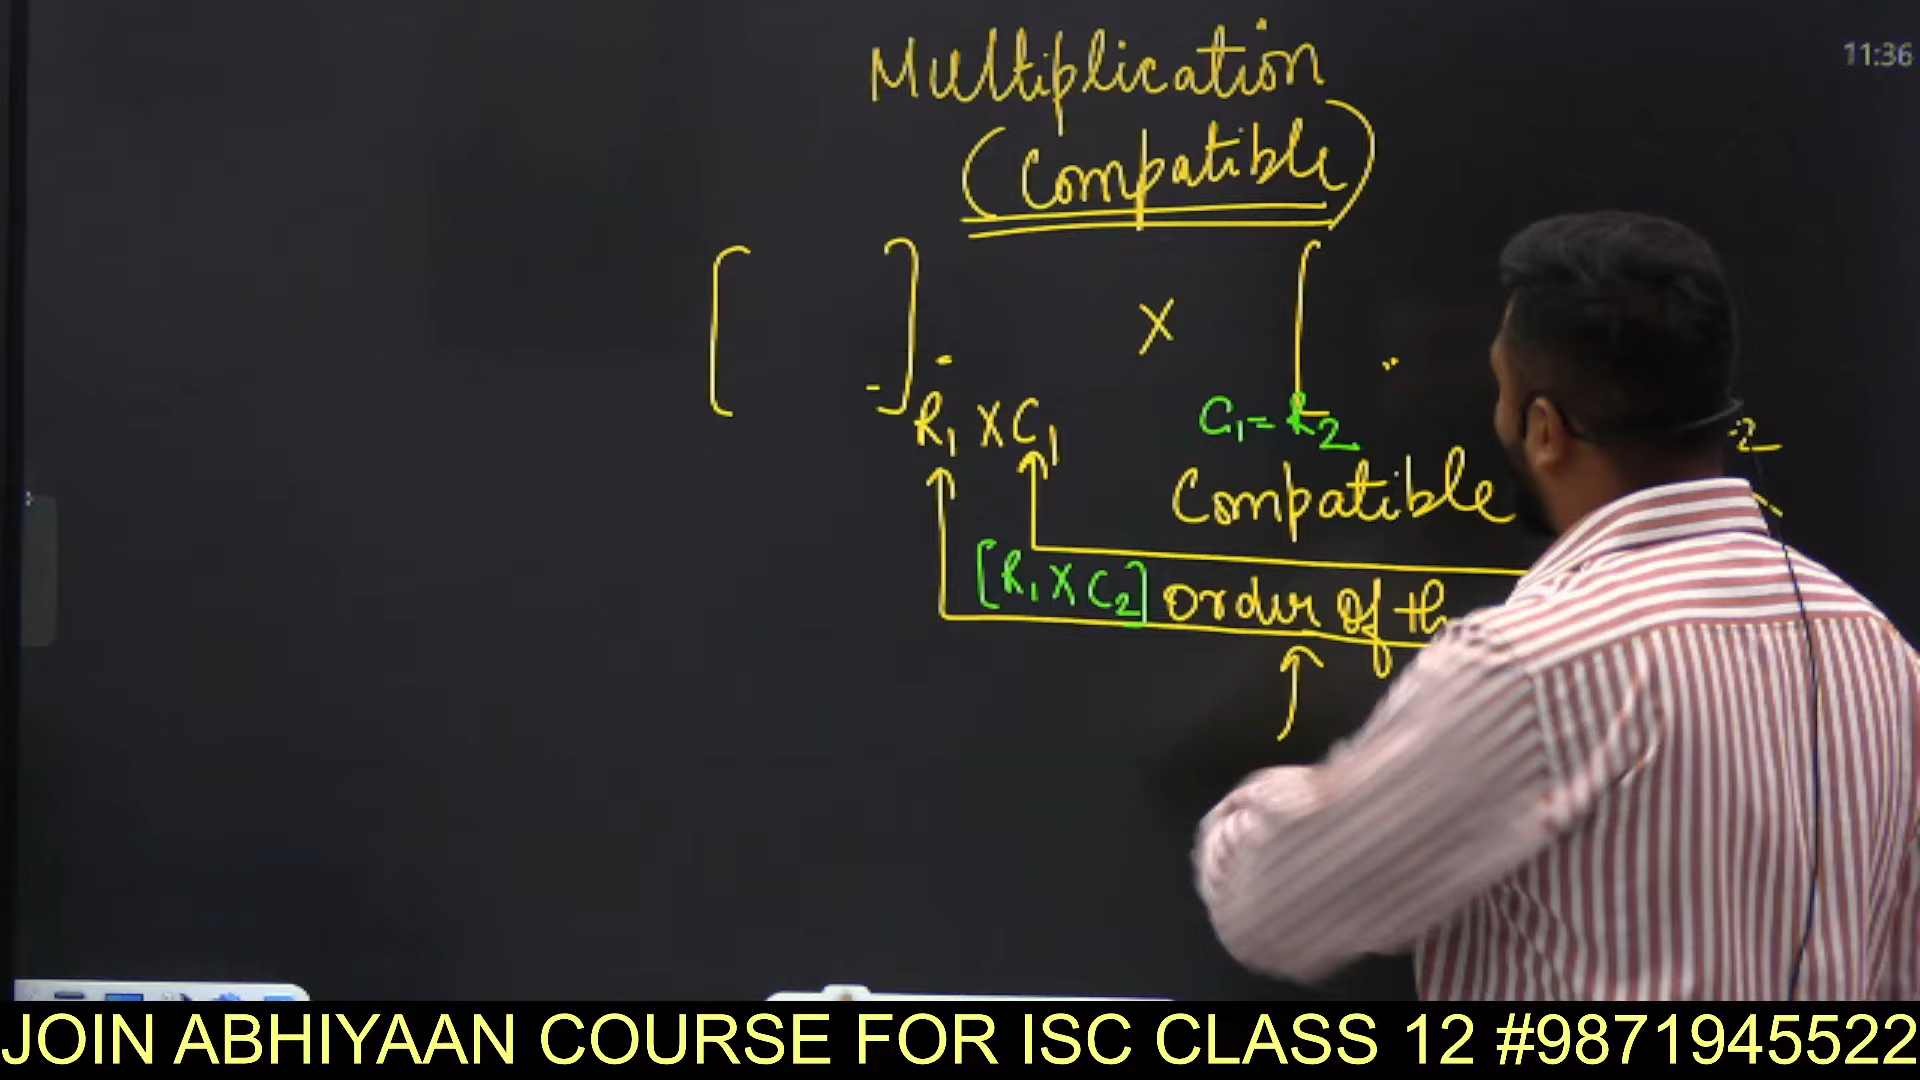 Multiplication
11:36
(Compatible)
[ ] X [
R₁ X C₁
C₁ = R₂
2
Compatible
[R₁ X C₂] order of th
JOIN ABHIYAAN COURSE FOR ISC CLASS 12 #9871945522